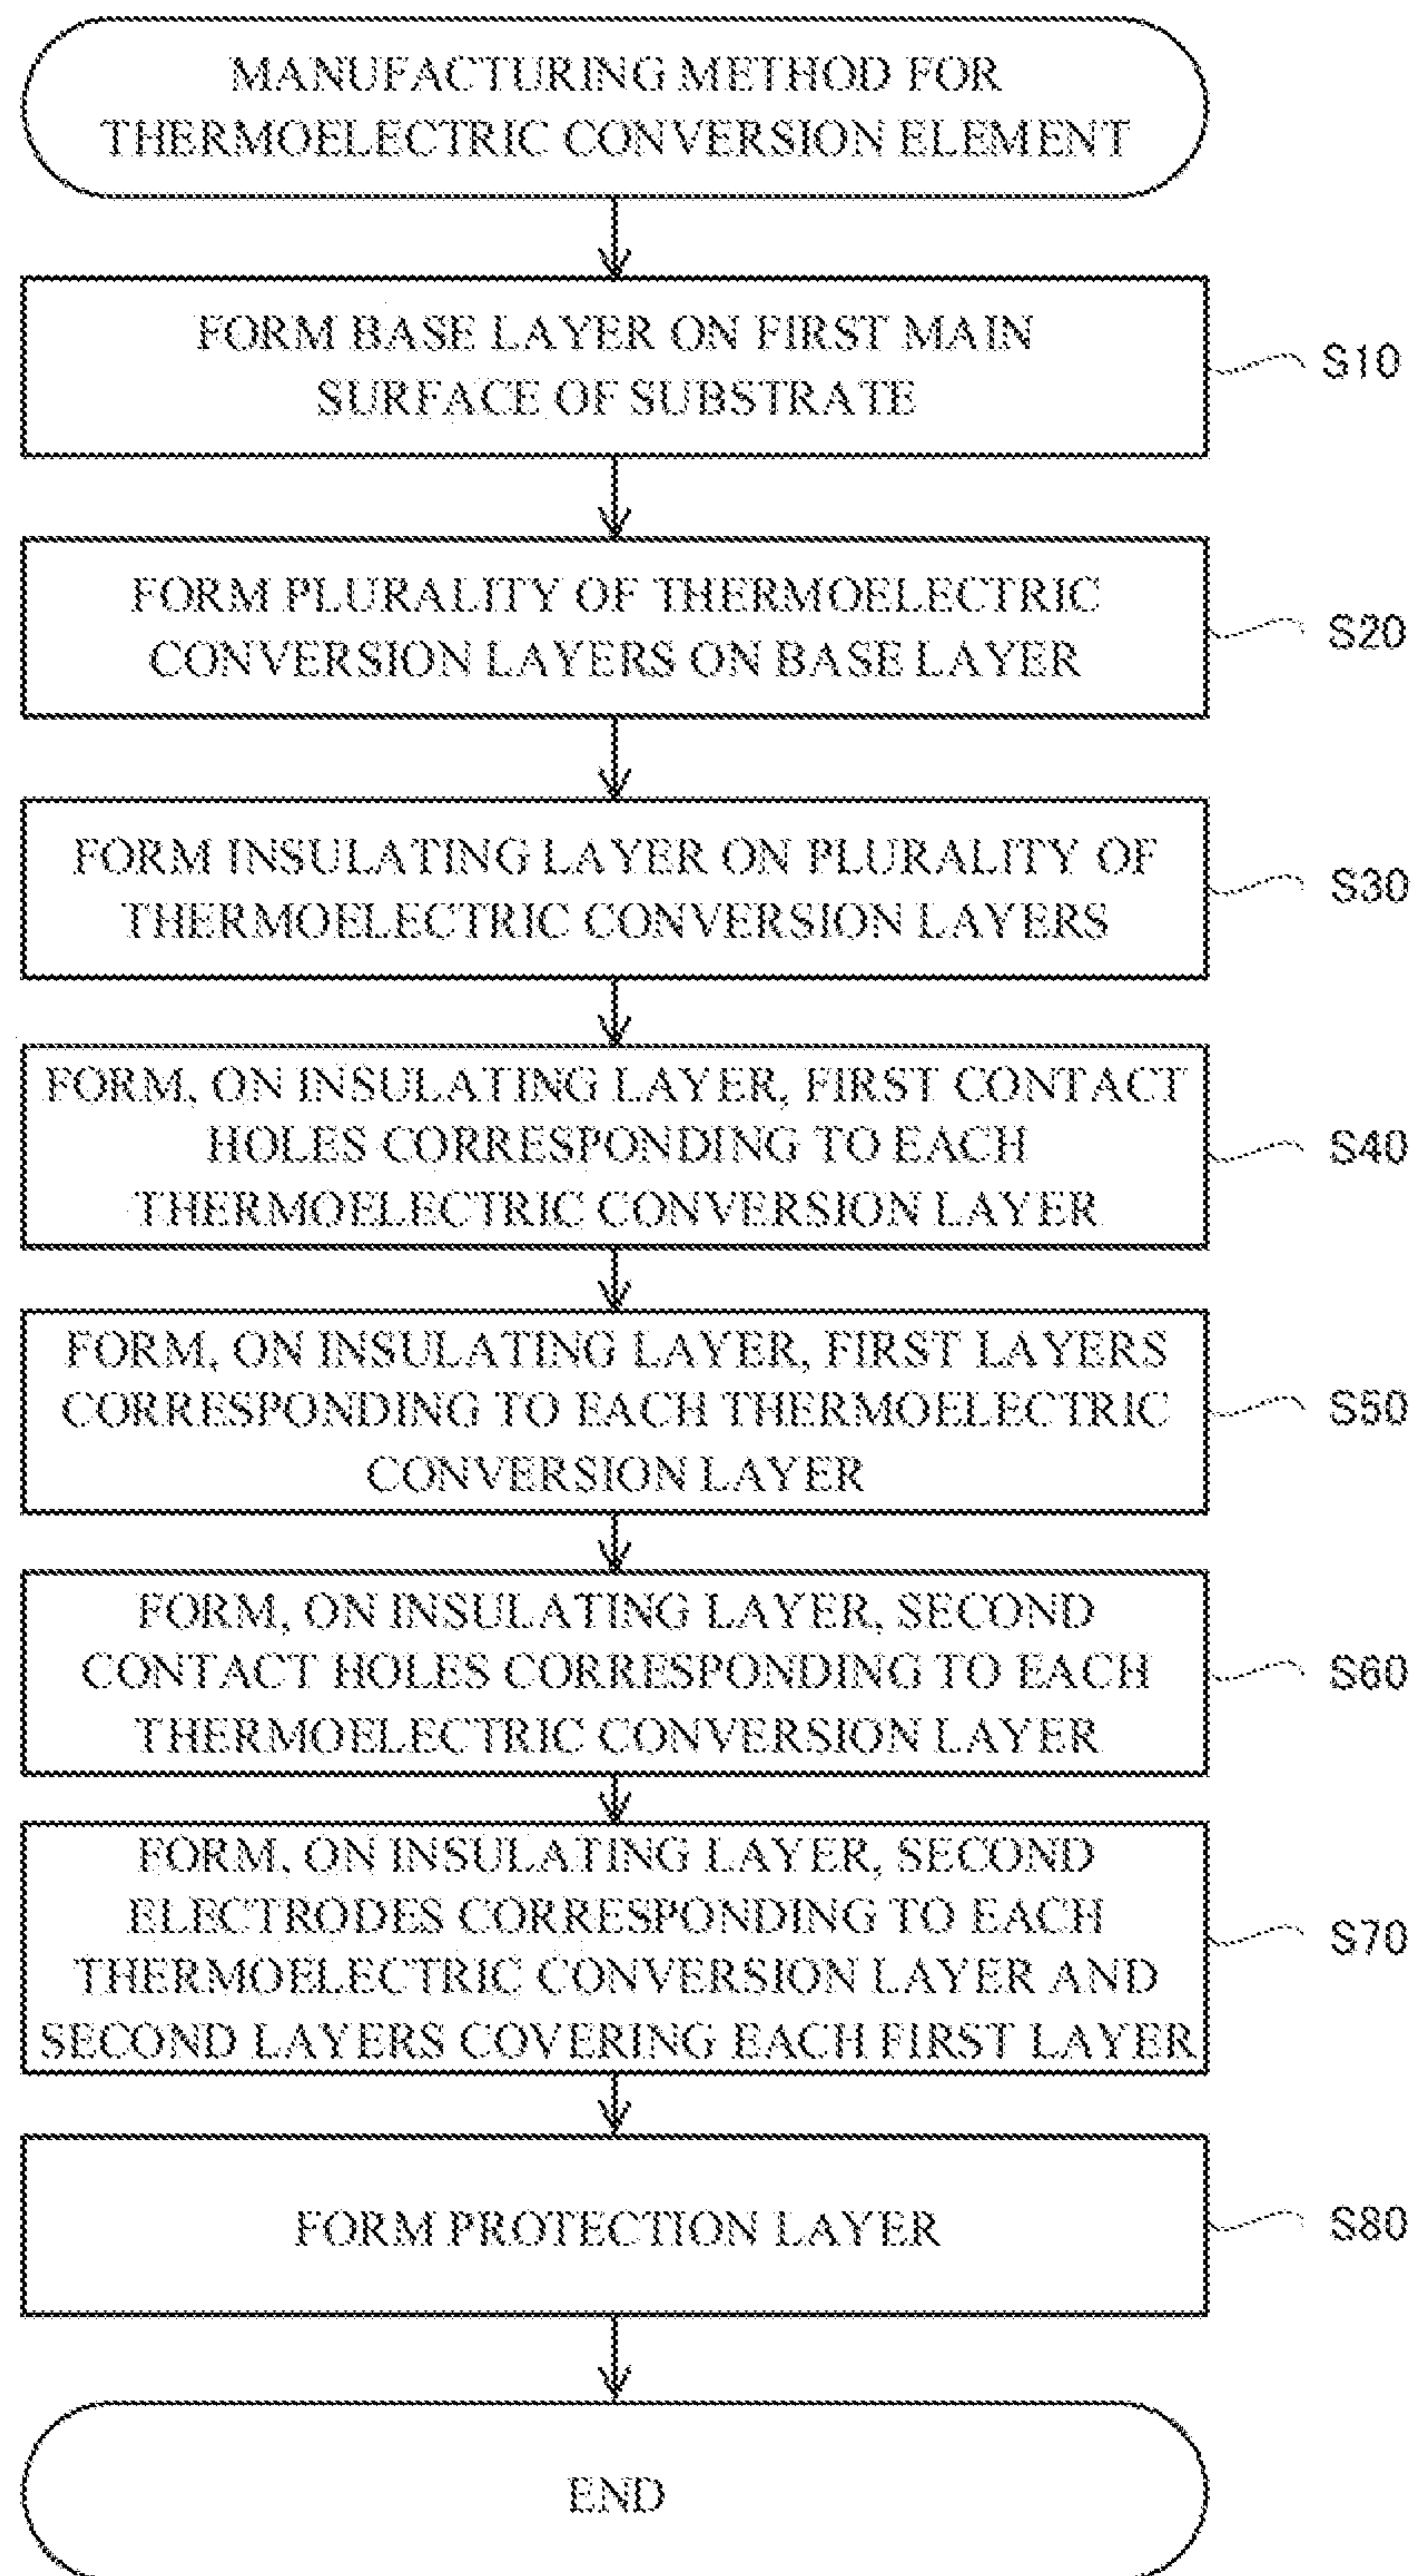 MANUFACTURING METHOD FOR
THERMOELECTRIC CONVERSION ELEMENT
FORM BASE LAYER ON FIRST MAIN
SURFACE OF SUBSTRATE
S10
FORM PLURALITY OF THERMOELECTRIC
CONVERSION LAYERS ON BASE LAYER
S20
FORM INSULATING LAYER ON PLURALITY OF
THERMOELECTRIC CONVERSION LAYERS
S30
FORM, ON INSULATING LAYER, FIRST CONTACT
HOLES CORRESPONDING TO EACH
THERMOELECTRIC CONVERSION LAYER
S40
FORM, ON INSULATING LAYER, FIRST LAYERS
CORRESPONDING TO EACH THERMOELECTRIC
CONVERSION LAYER
S50
FORM, ON INSULATING LAYER, SECOND
CONTACT HOLES CORRESPONDING TO EACH
THERMOELECTRIC CONVERSION LAYER
S60
FORM, ON INSULATING LAYER, SECOND
ELECTRODES CORRESPONDING TO EACH
THERMOELECTRIC CONVERSION LAYER AND
SECOND LAYERS COVERING EACH FIRST LAYER
S70
FORM PROTECTION LAYER
S80
END